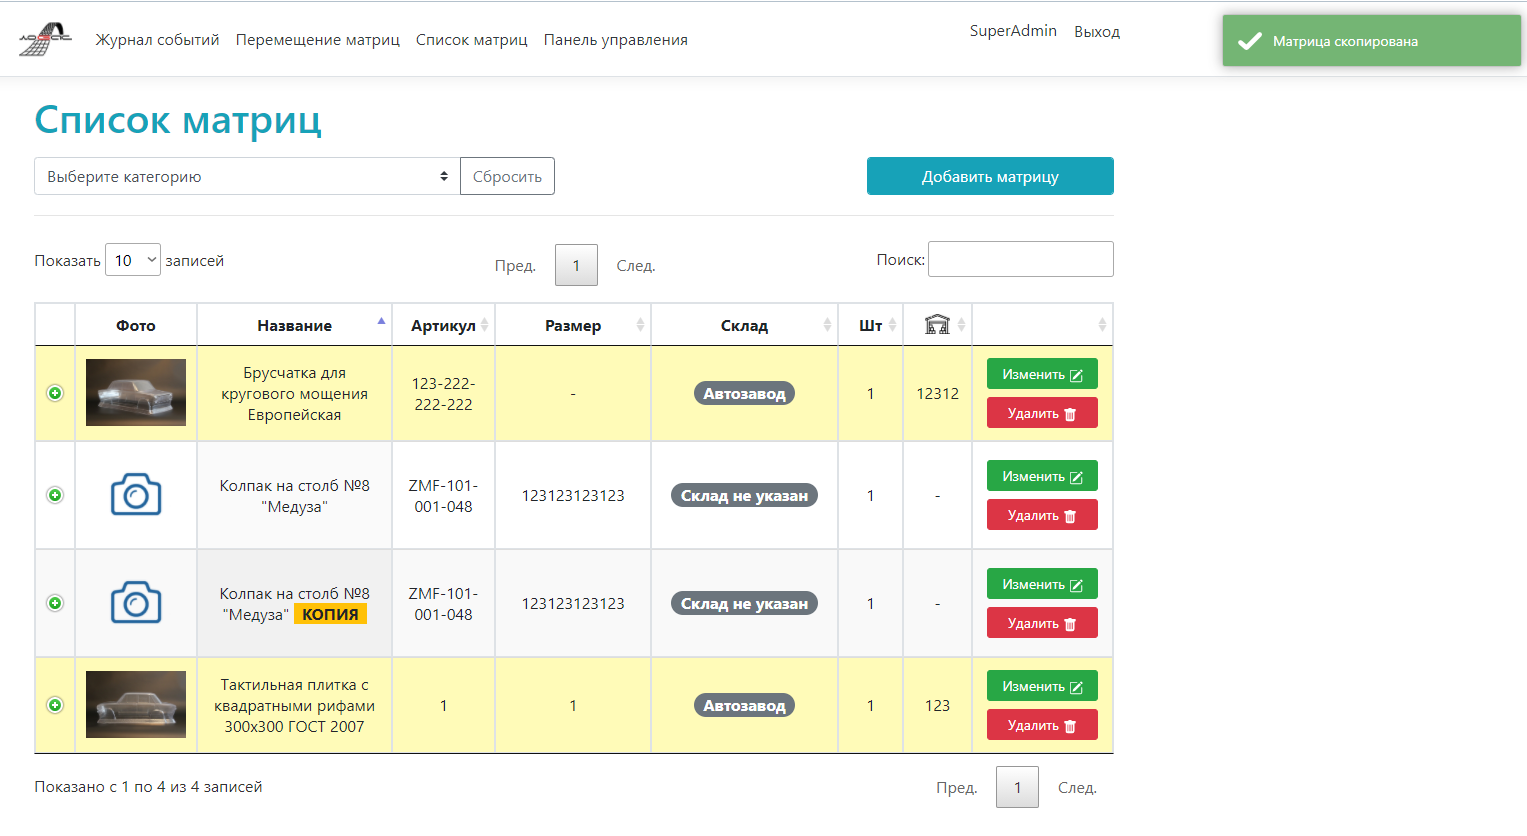 Журнал событий Перемещение матриц Список матриц Панель управления SuperAdmin Выход
Матрица скопирована
Список матриц
Выберите категорию Сбросить Добавить матрицу
Показать 10 записей Пред. 1 След. Поиск:
Фото Название Артикул Размер Склад Шт
Брусчатка для
кругового мощения
Европейская
123-222-
222-222
-
Автозавод
1
12312
Изменить
Удалить
Колпак на столб №8
"Медуза"
ZMF-101-
001-048
123123123123
Склад не указан
1
-
Изменить
Удалить
Колпак на столб №8
"Медуза" КОПИЯ
ZMF-101-
001-048
123123123123
Склад не указан
1
-
Изменить
Удалить
Тактильная плитка с
квадратными рифами
300х300 ГОСТ 2007
1
1
Автозавод
1
123
Изменить
Удалить
Показано с 1 по 4 из 4 записей Пред. 1 След.